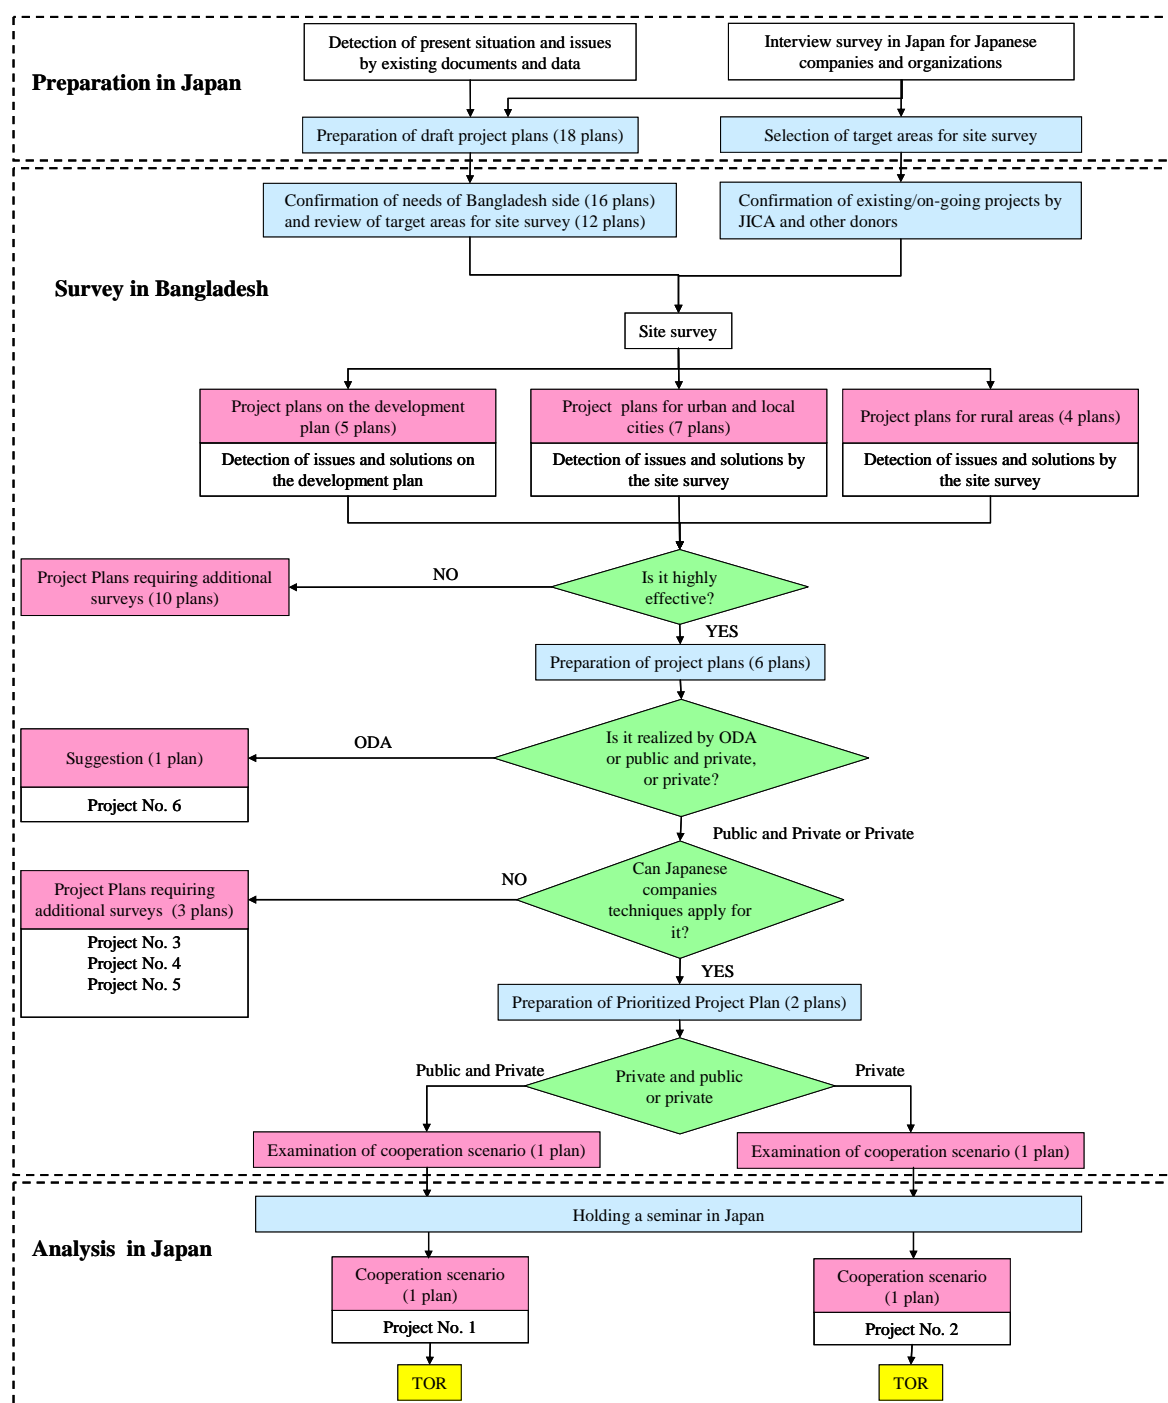 Detection of present situation and issues
by existing documents and data
Interview survey in Japan for Japanese
companies and organizations
Preparation in Japan
Preparation of draft project plans (18 plans)
Selection of target areas for site survey
Confirmation of needs of Bangladesh side (16 plans)
and review of target areas for site survey (12 plans)
Confirmation of existing/on-going projects by
JICA and other donors
Survey in Bangladesh
Site survey
Project plans on the development
plan (5 plans)
Detection of issues and solutions on
the development plan
Project plans for urban and local
cities (7 plans)
Detection of issues and solutions by
the site survey
Project plans for rural areas (4 plans)
Detection of issues and solutions by
the site survey
Is it highly
effective?
NO
Project Plans requiring additional
surveys (10 plans)
YES
Preparation of project plans (6 plans)
Is it realized by ODA
or public and private,
or private?
ODA
Suggestion (1 plan)
Project No. 6
Public and Private or Private
Can Japanese
companies
techniques apply for
it?
NO
Project Plans requiring
additional surveys (3 plans)
Project No. 3
Project No. 4
Project No. 5
YES
Preparation of Prioritized Project Plan (2 plans)
Private and public
or private
Public and Private
Private
Examination of cooperation scenario (1 plan)
Examination of cooperation scenario (1 plan)
Holding a seminar in Japan
Analysis in Japan
Cooperation scenario
(1 plan)
Project No. 1
Cooperation scenario
(1 plan)
Project No. 2
TOR
TOR